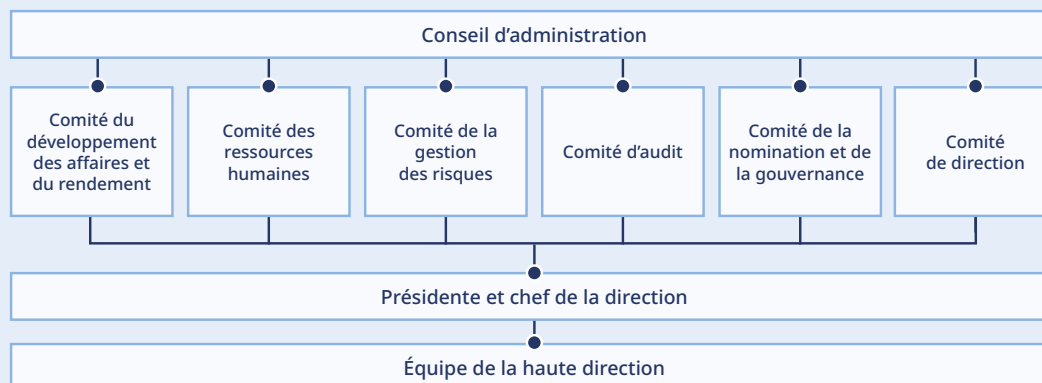 Conseil d’administration
Comité du
développement
des affaires et
du rendement
Comité des
ressources
humaines
Comité de la
gestion
des risques
Comité d’audit
Comité de la
nomination et de
la gouvernance
Comité
de direction
Présidente et chef de la direction
Équipe de la haute direction